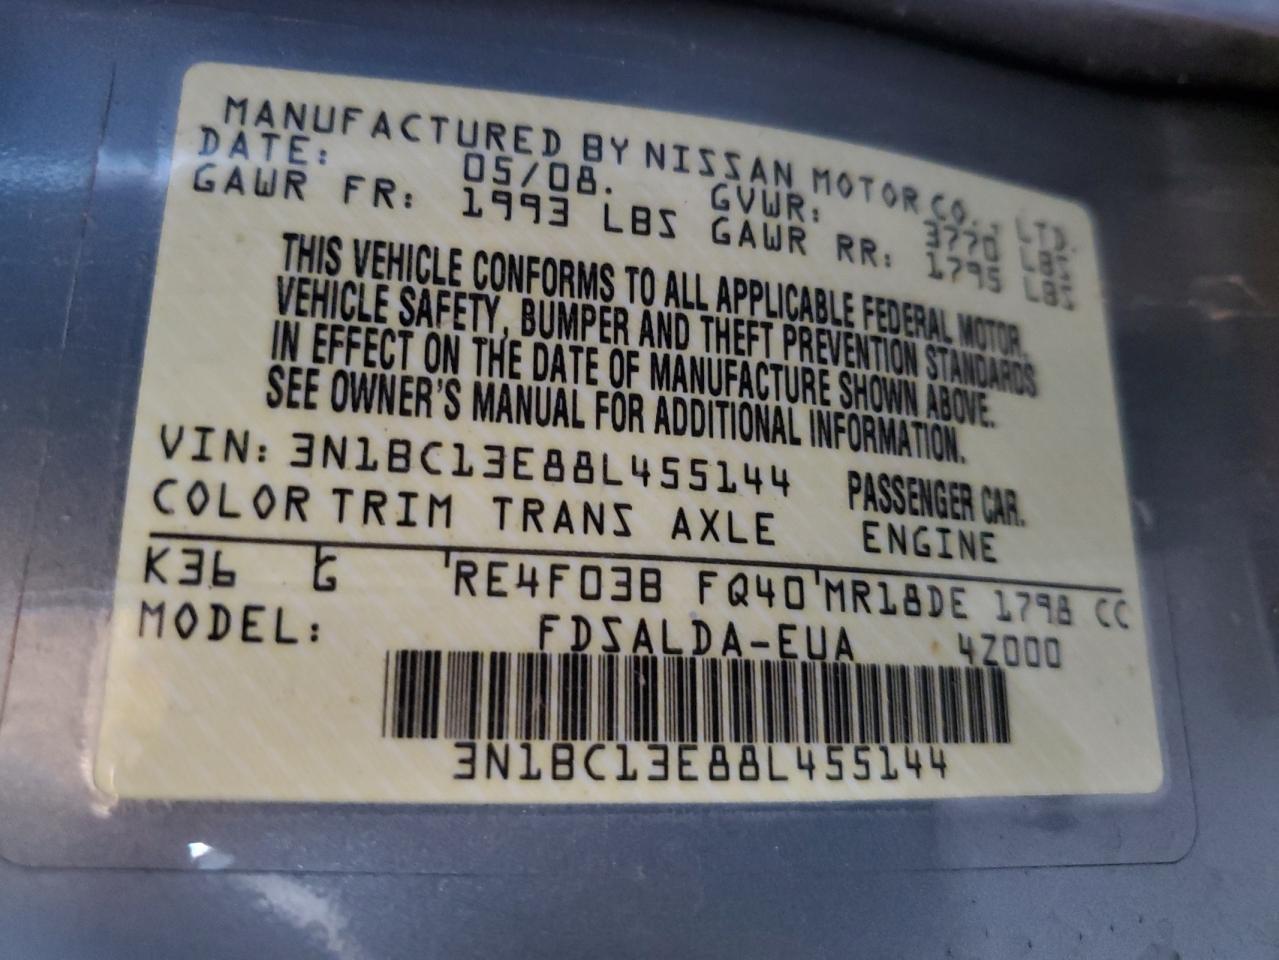 MANUFACTURED BY NISSAN MOTOR CO., LTD.
DATE: 05/08. GVWR: 3770 LBS
GAWR FR: 1993 LBS GAWR RR: 1795 LBS
THIS VEHICLE CONFORMS TO ALL APPLICABLE FEDERAL MOTOR
VEHICLE SAFETY, BUMPER AND THEFT PREVENTION STANDARDS
IN EFFECT ON THE DATE OF MANUFACTURE SHOWN ABOVE.
SEE OWNER'S MANUAL FOR ADDITIONAL INFORMATION.
VIN: 3N1BC13E88L455144 PASSENGER CAR.
COLOR TRIM TRANS AXLE ENGINE
K36 G RE4F03B FQ40 MR18DE 1798 CC
MODEL: FDSALDA-EUA 4Z000
3N1BC13E88L455144